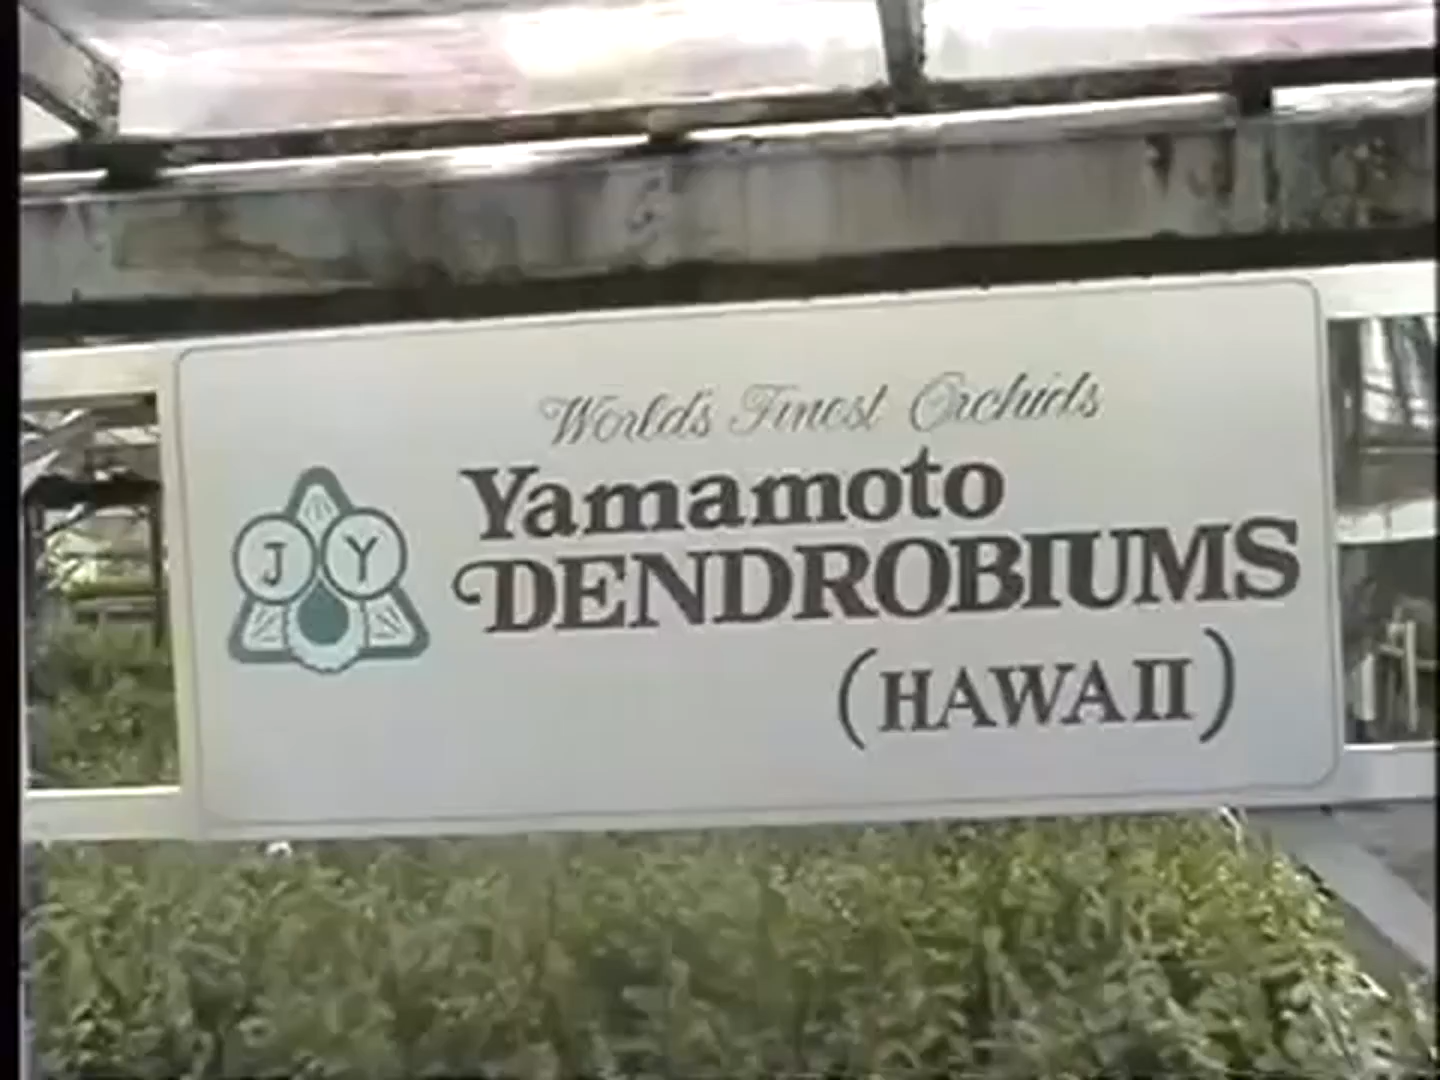 World's Finest Orchids
J Y
Yamamoto
DENDROBIUMS
(HAWAII)